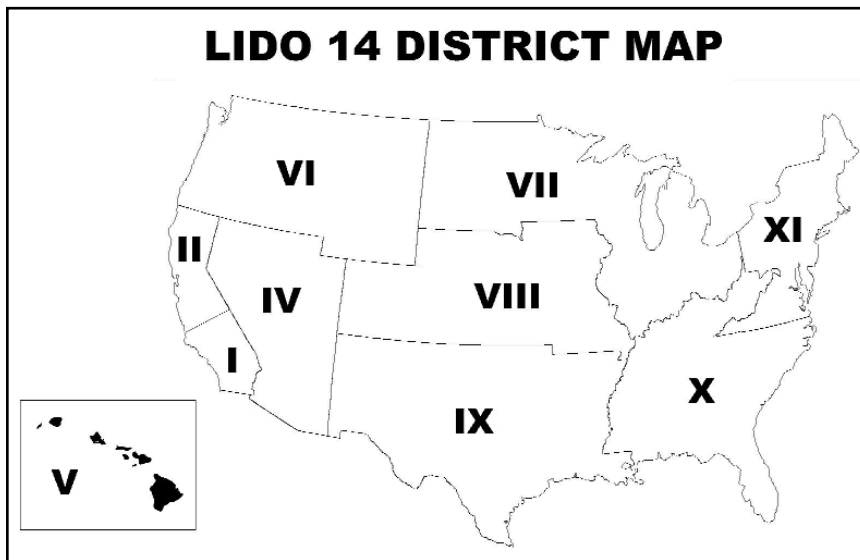 LIDO 14 DISTRICT MAP
VI
VII
XI
II
IV
VIII
I
X
IX
V